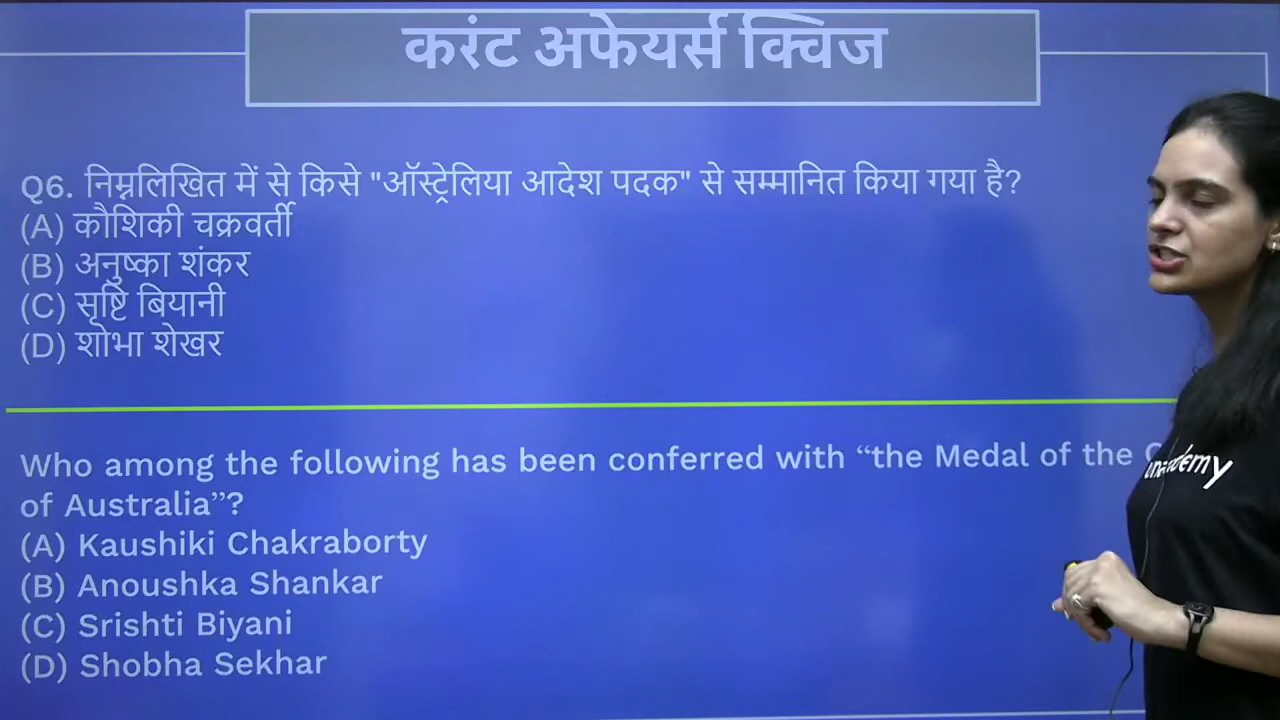 करंट अफेयर्स क्विज
Q6. निम्नलिखित में से किसे "ऑस्ट्रेलिया आदेश पदक" से सम्मानित किया गया है?
(A) कौशिकी चक्रवर्ती
(B) अनुष्का शंकर
(C) सृष्टि बियानी
(D) शोभा शेखर
Who among the following has been conferred with “the Medal of the
of Australia”?
(A) Kaushiki Chakraborty
(B) Anoushka Shankar
(C) Srishti Biyani
(D) Shobha Sekhar